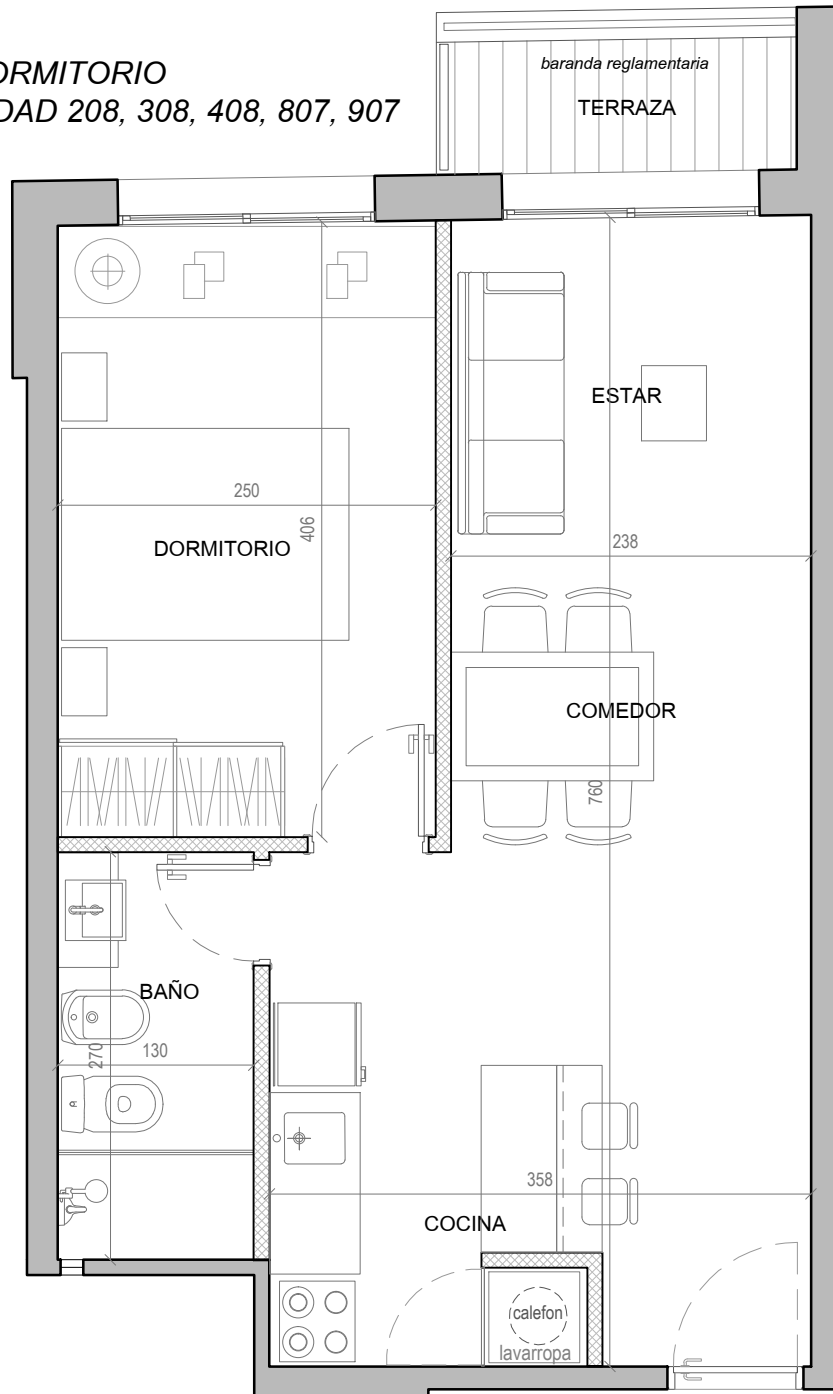 ORMITORIO
DAD 208, 308, 408, 807, 907
baranda reglamentaria
TERRAZA
ESTAR
250
406
238
DORMITORIO
COMEDOR
760
BAÑO
270
130
358
COCINA
calefon
lavarropa